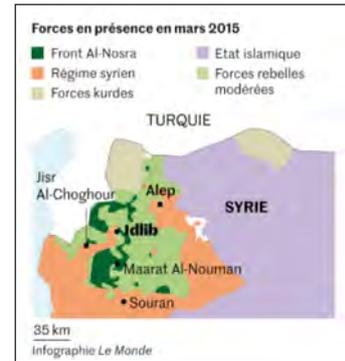 Forces en présence en mars 2015
Front Al-Nosra
Etat islamique
Régime syrien
Forces rebelles
modérées
Forces kurdes
TURQUIE
Jisr
Al-Choghour
Alep
SYRIE
Idlib
Maarat Al-Nouman
Souran
35 km
Infographie Le Monde